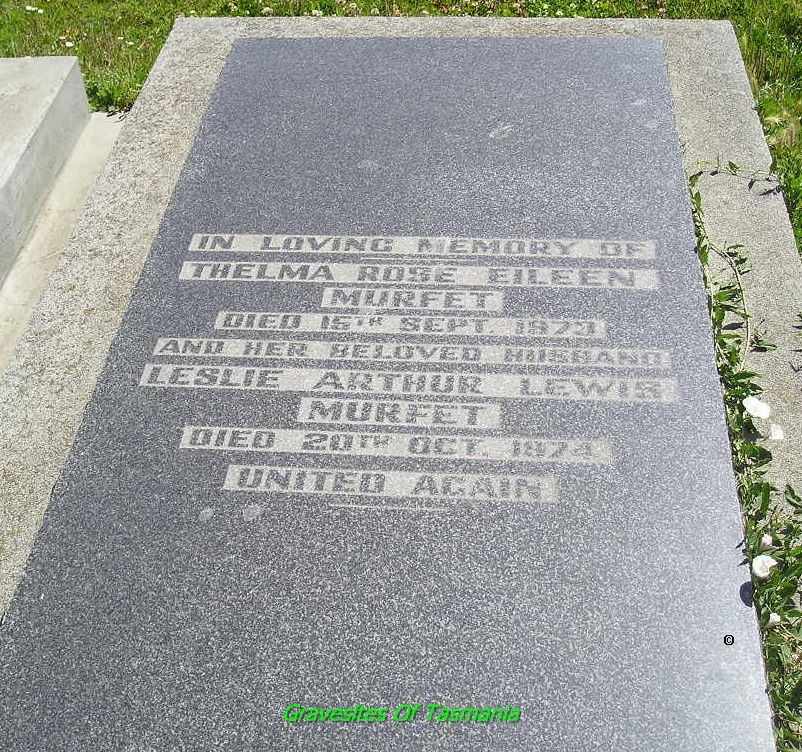 IN LOVING MEMORY OF
THELMA ROSE EILEEN
MURFET
DIED 15TH SEPT. 1973
AND HER BELOVED HUSBAND
LESLIE ARTHUR LEWIS
MURFET
DIED 20TH OCT. 1974
UNITED AGAIN
©
Gravesites Of Tasmania